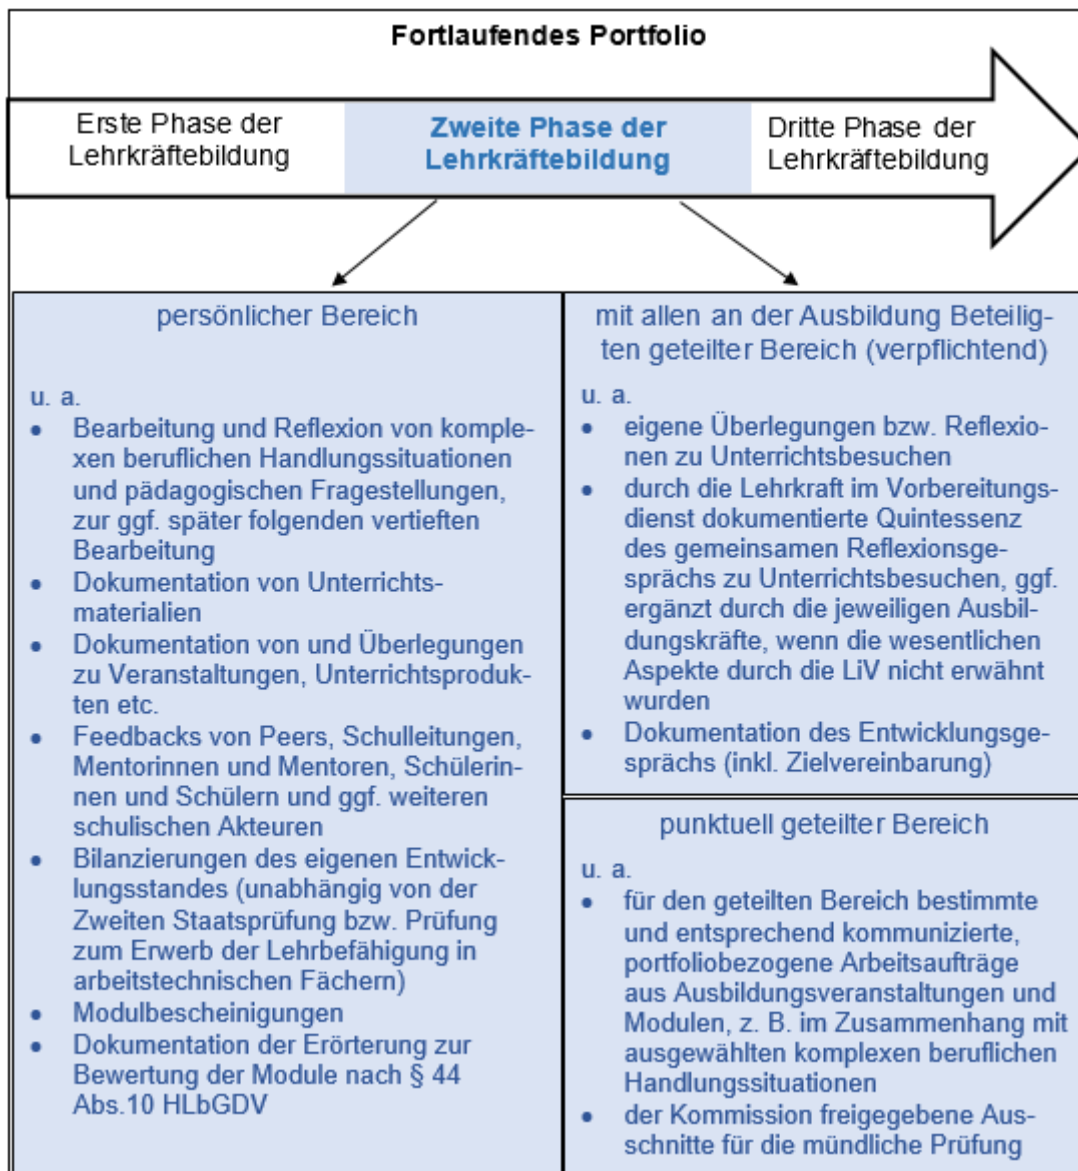 Fortlaufendes Portfolio
Erste Phase der
Lehrkräftebildung
Zweite Phase der
Lehrkräftebildung
Dritte Phase der
Lehrkräftebildung
persönlicher Bereich
u. a.
• Bearbeitung und Reflexion von komple-
xen beruflichen Handlungssituationen
und pädagogischen Fragestellungen,
zur ggf. später folgenden vertieften
Bearbeitung
• Dokumentation von Unterrichts-
materialien
• Dokumentation von und Überlegungen
zu Veranstaltungen, Unterrichtsproduk-
ten etc.
• Feedbacks von Peers, Schulleitungen,
Mentorinnen und Mentoren, Schülerin-
nen und Schülern und ggf. weiteren
schulischen Akteuren
• Bilanzierungen des eigenen Entwick-
lungsstandes (unabhängig von der
Zweiten Staatsprüfung bzw. Prüfung
zum Erwerb der Lehrbefähigung in
arbeitstechnischen Fächern)
• Modulbescheinigungen
• Dokumentation der Erörterung zur
Bewertung der Module nach § 44
Abs.10 HLbGDV
mit allen an der Ausbildung Beteilig-
ten geteilter Bereich (verpflichtend)
u. a.
• eigene Überlegungen bzw. Reflexio-
nen zu Unterrichtsbesuchen
• durch die Lehrkraft im Vorbereitungs-
dienst dokumentierte Quintessenz
des gemeinsamen Reflexionsge-
sprächs zu Unterrichtsbesuchen, ggf.
ergänzt durch die jeweiligen Ausbil-
dungskräfte, wenn die wesentlichen
Aspekte durch die LiV nicht erwähnt
wurden
• Dokumentation des Entwicklungsge-
sprächs (inkl. Zielvereinbarung)
punktuell geteilter Bereich
u. a.
• für den geteilten Bereich bestimmte
und entsprechend kommunizierte,
portfoliobezogene Arbeitsaufträge
aus Ausbildungsveranstaltungen und
Modulen, z. B. im Zusammenhang mit
ausgewählten komplexen beruflichen
Handlungssituationen
• der Kommission freigegebene Aus-
schnitte für die mündliche Prüfung